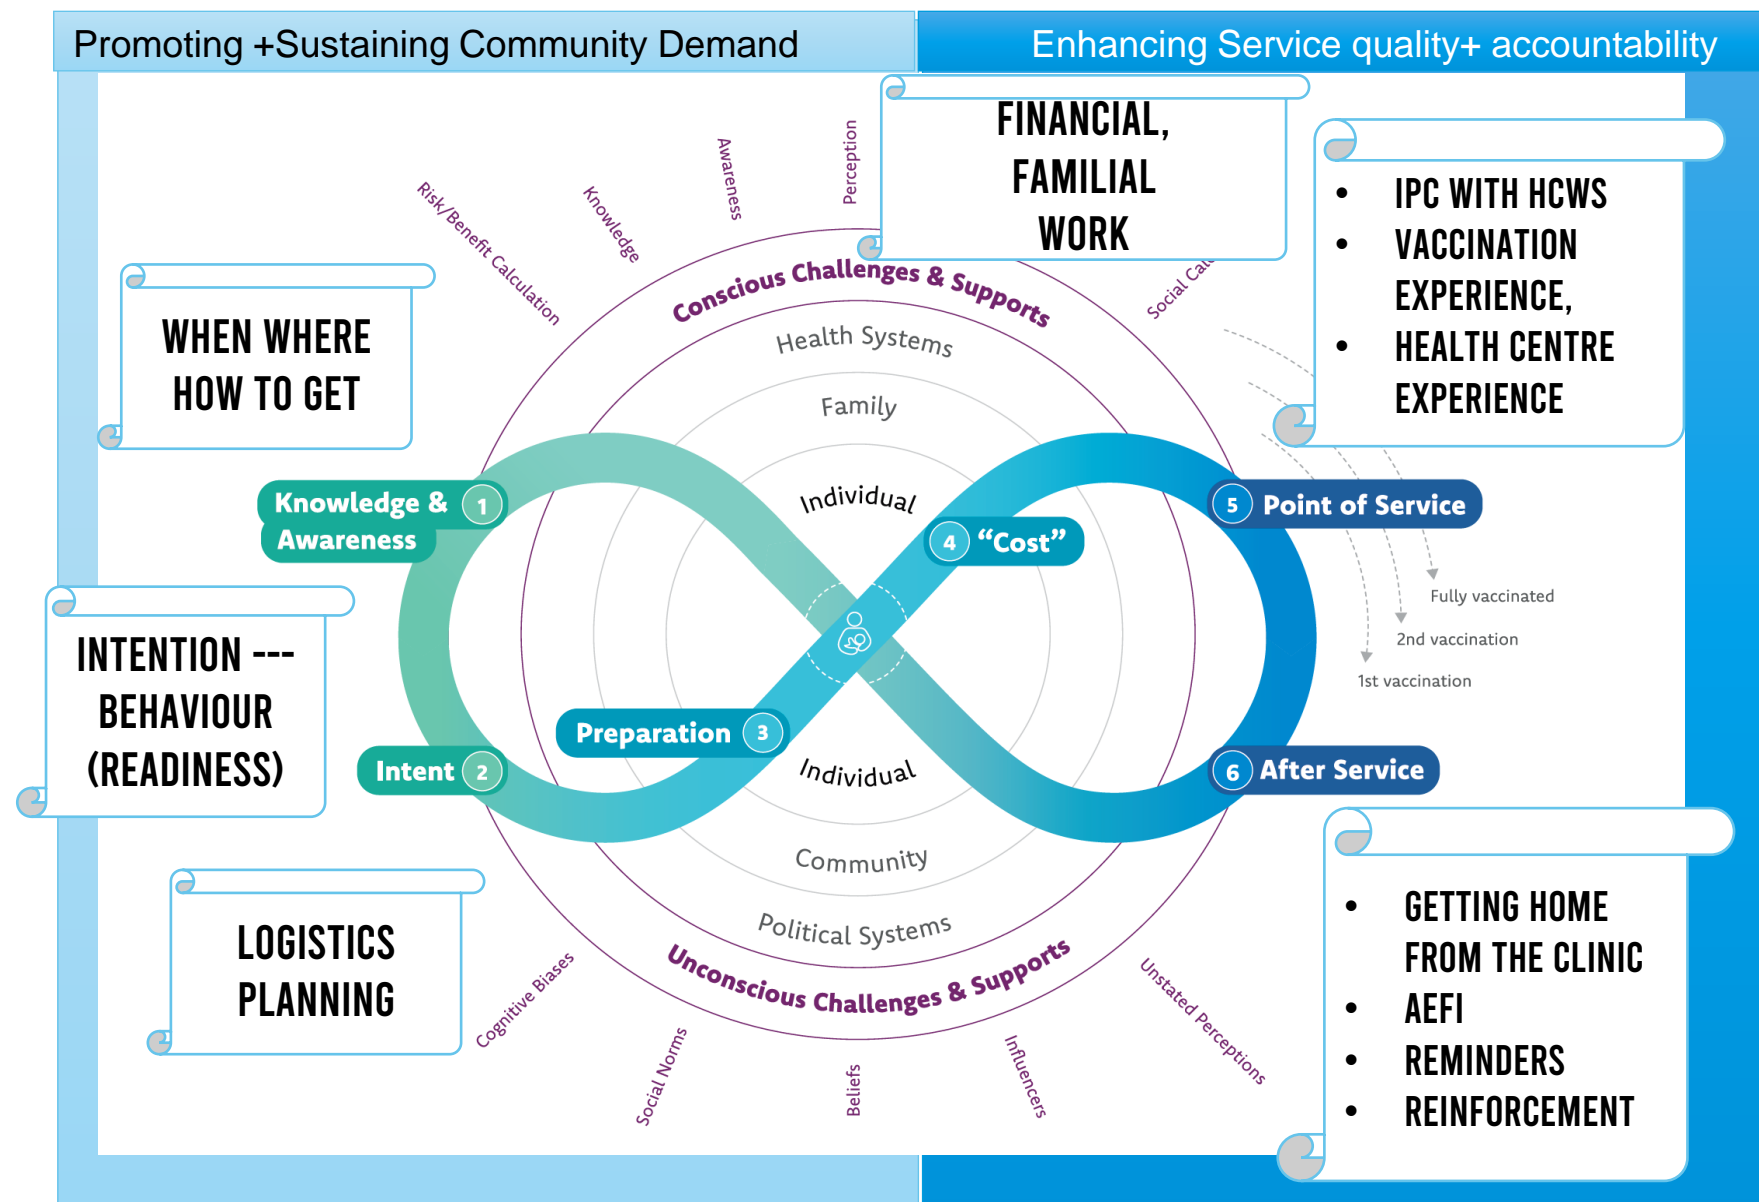 Promoting +Sustaining Community Demand
Enhancing Service quality+ accountability
FINANCIAL,
FAMILIAL
WORK
• IPC WITH HCWS
• VACCINATION
EXPERIENCE,
• HEALTH CENTRE
EXPERIENCE
WHEN WHERE
HOW TO GET
INTENTION ---
BEHAVIOUR
(READINESS)
LOGISTICS
PLANNING
• GETTING HOME
FROM THE CLINIC
• AEFI
• REMINDERS
• REINFORCEMENT
Risk/Benefit Calculation
Knowledge
Awareness
Perception
Social
Conscious Challenges & Supports
Health Systems
Family
Individual
Knowledge & 1
Awareness
Intent 2
Preparation 3
4 “Cost”
5 Point of Service
6 After Service
Fully vaccinated
2nd vaccination
1st vaccination
Individual
Community
Political Systems
Unconscious Challenges & Supports
Cognitive Biases
Social Norms
Beliefs
Influencers
Unstated Perceptions